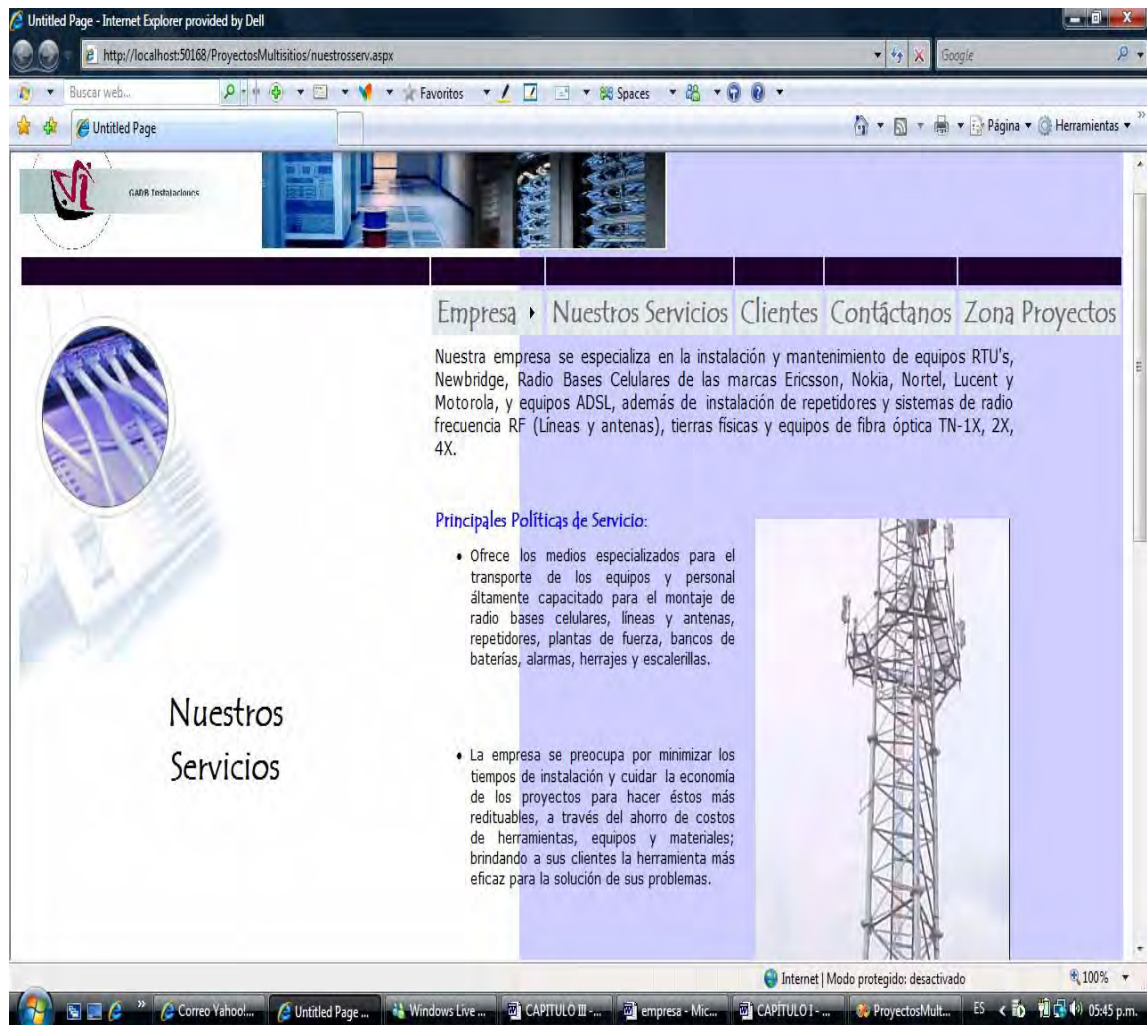 Untitled Page - Internet Explorer provided by Dell
http://localhost:50168/ProyectosMultisitios/nuestrosserv.aspx
Google
Buscar web...
Favoritos
Spaces
Untitled Page
Página
Herramientas
GADB Instalaciones
Empresa
Nuestros Servicios
Clientes
Contáctanos
Zona Proyectos
Nuestra empresa se especializa en la instalación y mantenimiento de equipos RTU's,
Newbridge, Radio Bases Celulares de las marcas Ericsson, Nokia, Nortel, Lucent y
Motorola, y equipos ADSL, además de instalación de repetidores y sistemas de radio
frecuencia RF (Líneas y antenas), tierras físicas y equipos de fibra óptica TN-1X, 2X,
4X.
Principales Políticas de Servicio:
• Ofrece los medios especializados para el
transporte de los equipos y personal
áltamente capacitado para el montaje de
radio bases celulares, líneas y antenas,
repetidores, plantas de fuerza, bancos de
baterías, alarmas, herrajes y escalerillas.
Nuestros
Servicios
• La empresa se preocupa por minimizar los
tiempos de instalación y cuidar la economía
de los proyectos para hacer éstos más
redituables, a través del ahorro de costos
de herramientas, equipos y materiales;
brindando a sus clientes la herramienta más
eficaz para la solución de sus problemas.
Internet | Modo protegido: desactivado
100%
Correo Yahoo!...
Untitled Page ...
Windows Live ...
CAPITULO III -...
empresa - Mic...
CAPÍTULO I - ...
ProyectosMult...
ES
05:45 p.m.